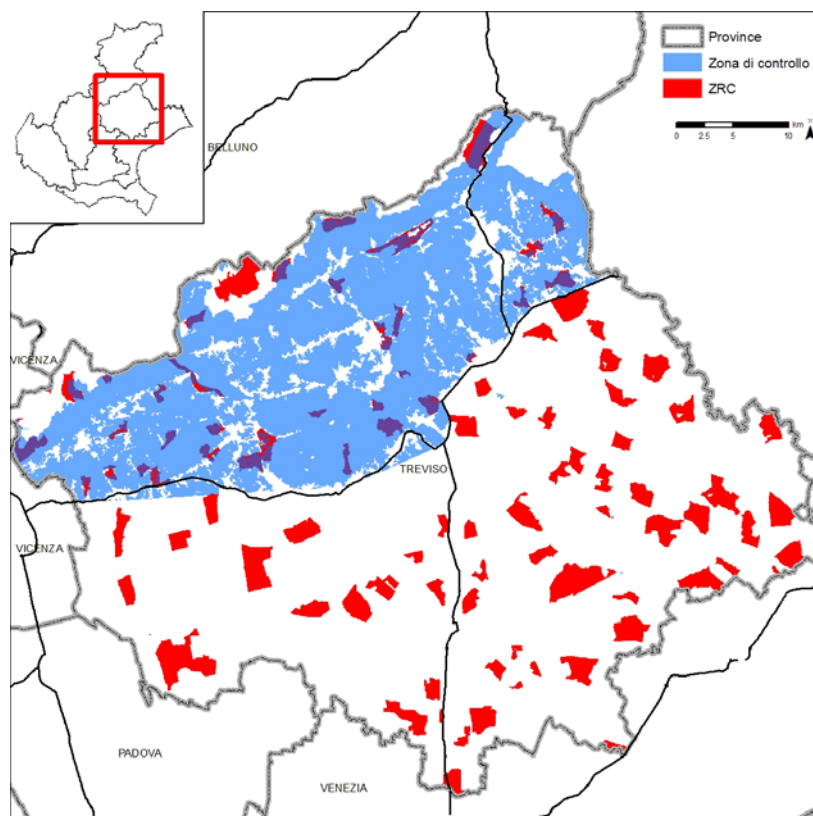 Province
Zona di controllo
ZRC
km
0 2.5 5 10
BELLUNO
VICENZA
TREVISO
VICENZA
PADOVA
VENEZIA